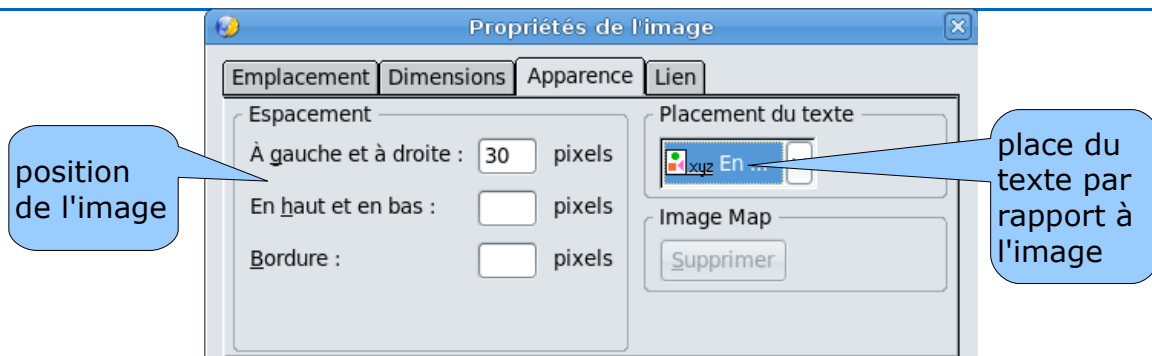 Propriétés de l'image
Emplacement Dimensions Apparence Lien
Espacement
À gauche et à droite : 30 pixels
En haut et en bas : pixels
Bordure : pixels
Placement du texte
xyz En ...
Image Map
Supprimer
position
de l'image
place du
texte par
rapport à
l'image